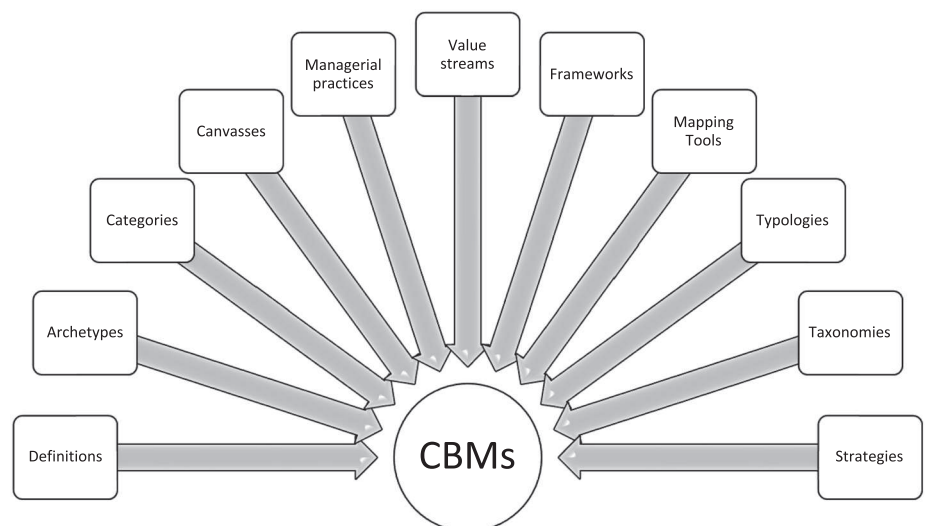 Value
streams
Managerial
practices
Frameworks
Canvasses
Mapping
Tools
Categories
Typologies
Archetypes
Taxonomies
Definitions
CBMs
Strategies